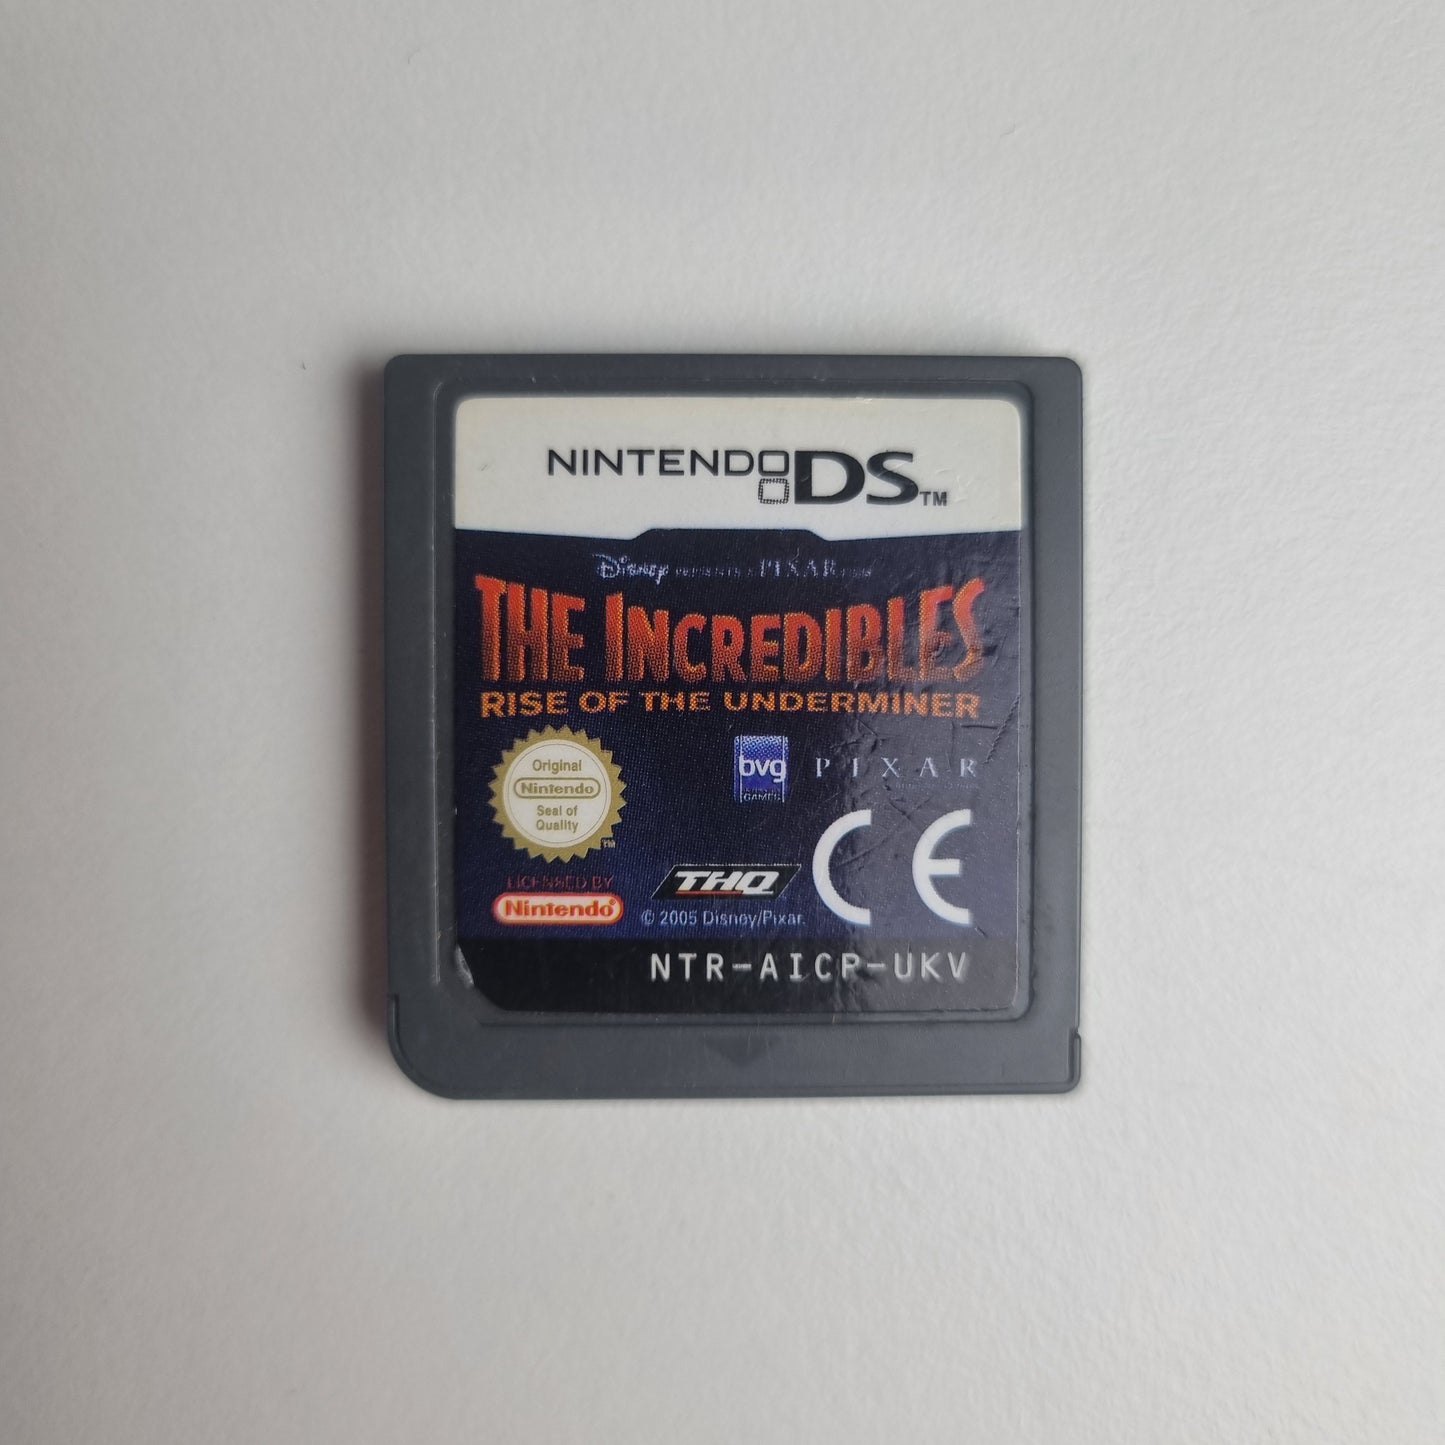 NINTENDO DS™
Disney PRESENTS A PIXAR FILM
THE INCREDIBLES
RISE OF THE UNDERMINER
Original
Nintendo
Seal of
Quality
TM
bvg
GAMES
PIXAR
LICENSED BY
Nintendo®
THQ
© 2005 Disney/Pixar.
CE
NTR-AICP-UKV